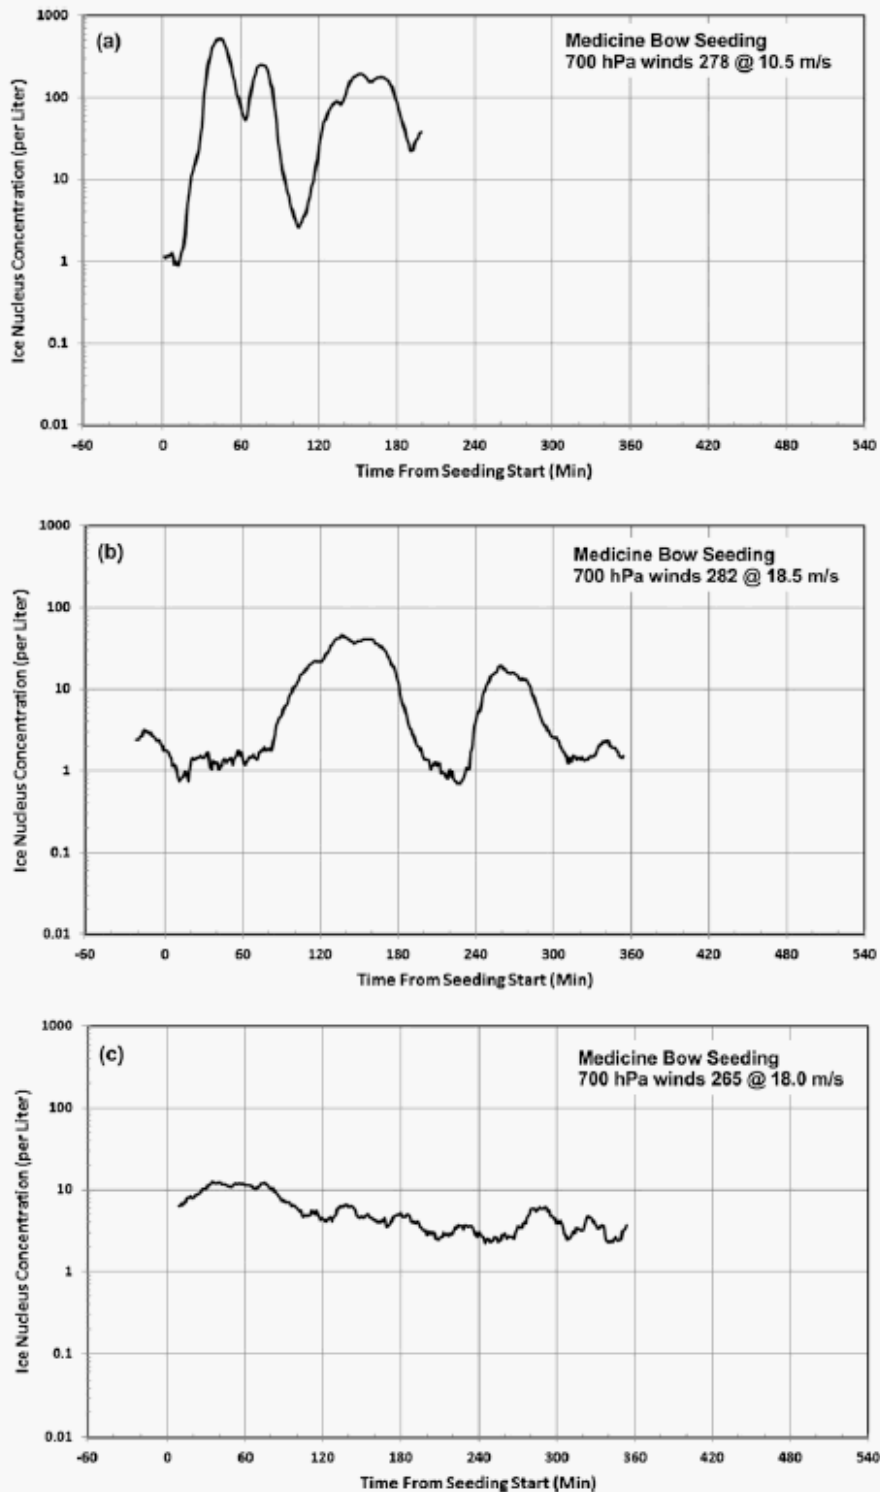 (a)
Medicine Bow Seeding
700 hPa winds 278 @ 10.5 m/s
Ice Nucleus Concentration (per Liter)
1000
100
10
1
0.1
0.01
-60 0 60 120 180 240 300 360 420 480 540
Time From Seeding Start (Min)
(b)
Medicine Bow Seeding
700 hPa winds 282 @ 18.5 m/s
Ice Nucleus Concentration (per Liter)
1000
100
10
1
0.1
0.01
-60 0 60 120 180 240 300 360 420 480 540
Time From Seeding Start (Min)
(c)
Medicine Bow Seeding
700 hPa winds 265 @ 18.0 m/s
Ice Nucleus Concentration (per Liter)
1000
100
10
1
0.1
0.01
-60 0 60 120 180 240 300 360 420 480 540
Time From Seeding Start (Min)